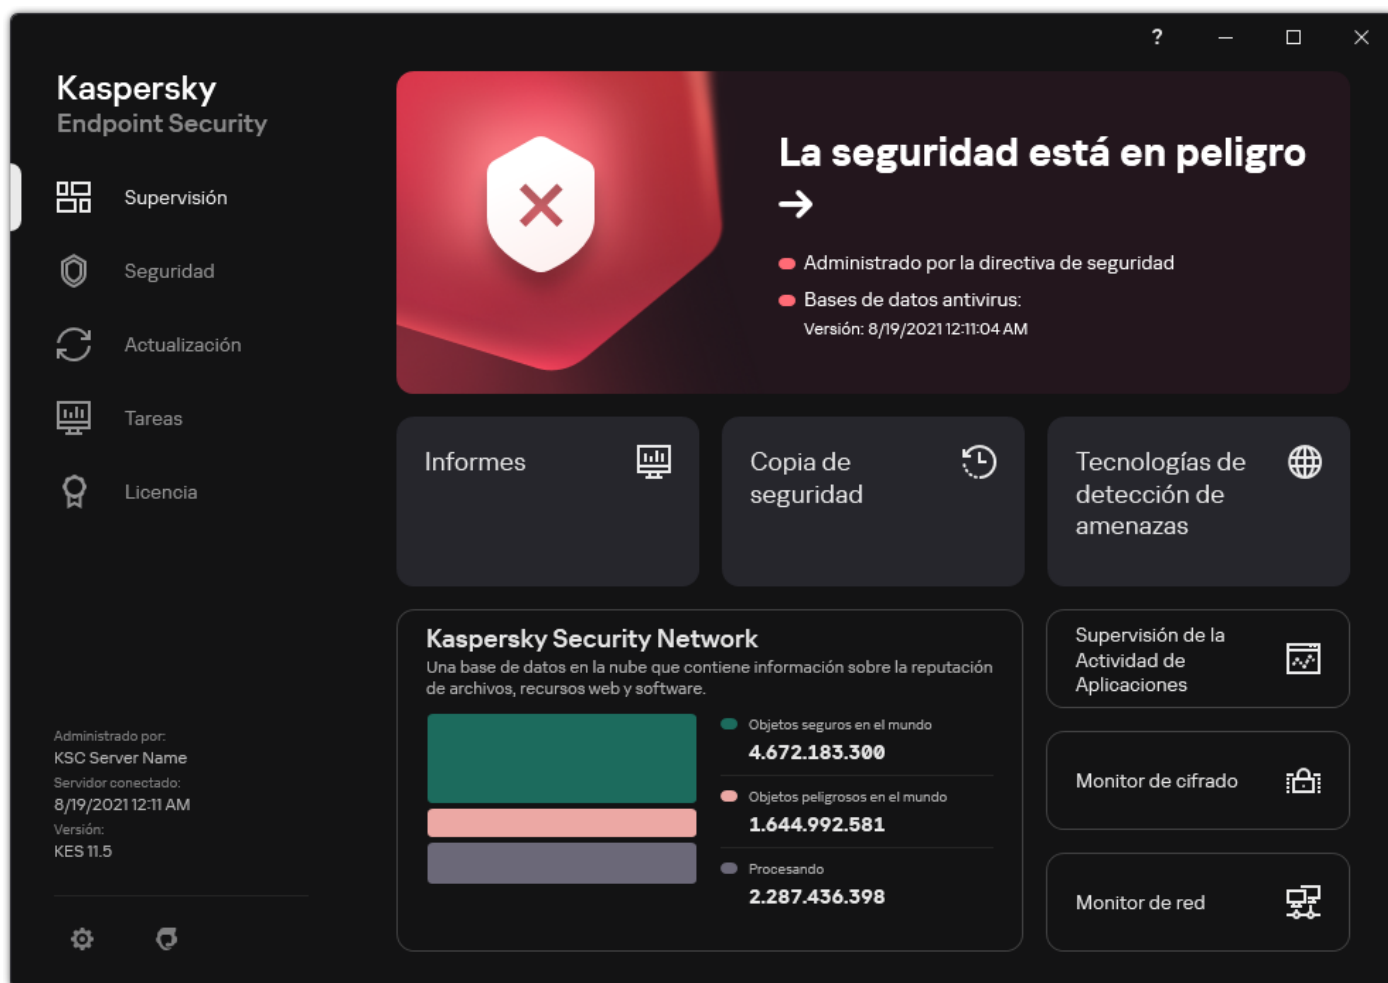 ?
Kaspersky
Endpoint Security
Supervisión
Seguridad
Actualización
Tareas
Licencia
Administrado por:
KSC Server Name
Servidor conectado:
8/19/2021 12:11 AM
Versión:
KES 11.5
La seguridad está en peligro
Administrado por la directiva de seguridad
Bases de datos antivirus:
Versión: 8/19/2021 12:11:04 AM
Informes
Copia de
seguridad
Tecnologías de
detección de
amenazas
Kaspersky Security Network
Una base de datos en la nube que contiene información sobre la reputación
de archivos, recursos web y software.
Objetos seguros en el mundo
4.672.183.300
Objetos peligrosos en el mundo
1.644.992.581
Procesando
2.287.436.398
Supervisión de la
Actividad de
Aplicaciones
Monitor de cifrado
Monitor de red